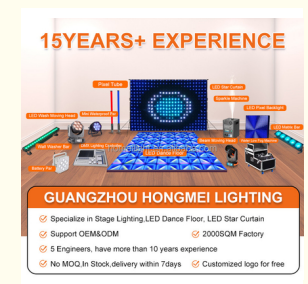 15YEARS+ EXPERIENCE
Pixel Tube
LED Star Curtain
Sparkle Machine
LED Pixel Backlight
LED Wash Moving Head
Mini Waterproof Par
LED Matrix Bar
Wall Washer Bar
DMX Lighting Controller
Beam Moving Head
LED Dance Floor
Battery Par
GUANGZHOU HONGMEI LIGHTING
Specialize in Stage Lighting,LED Dance Floor, LED Star Curtain
Support OEM&ODM
2000SQM Factory
5 Engineers, have more than 10 years experience
No MOQ,In Stock,delivery within 7days
Customized logo for free